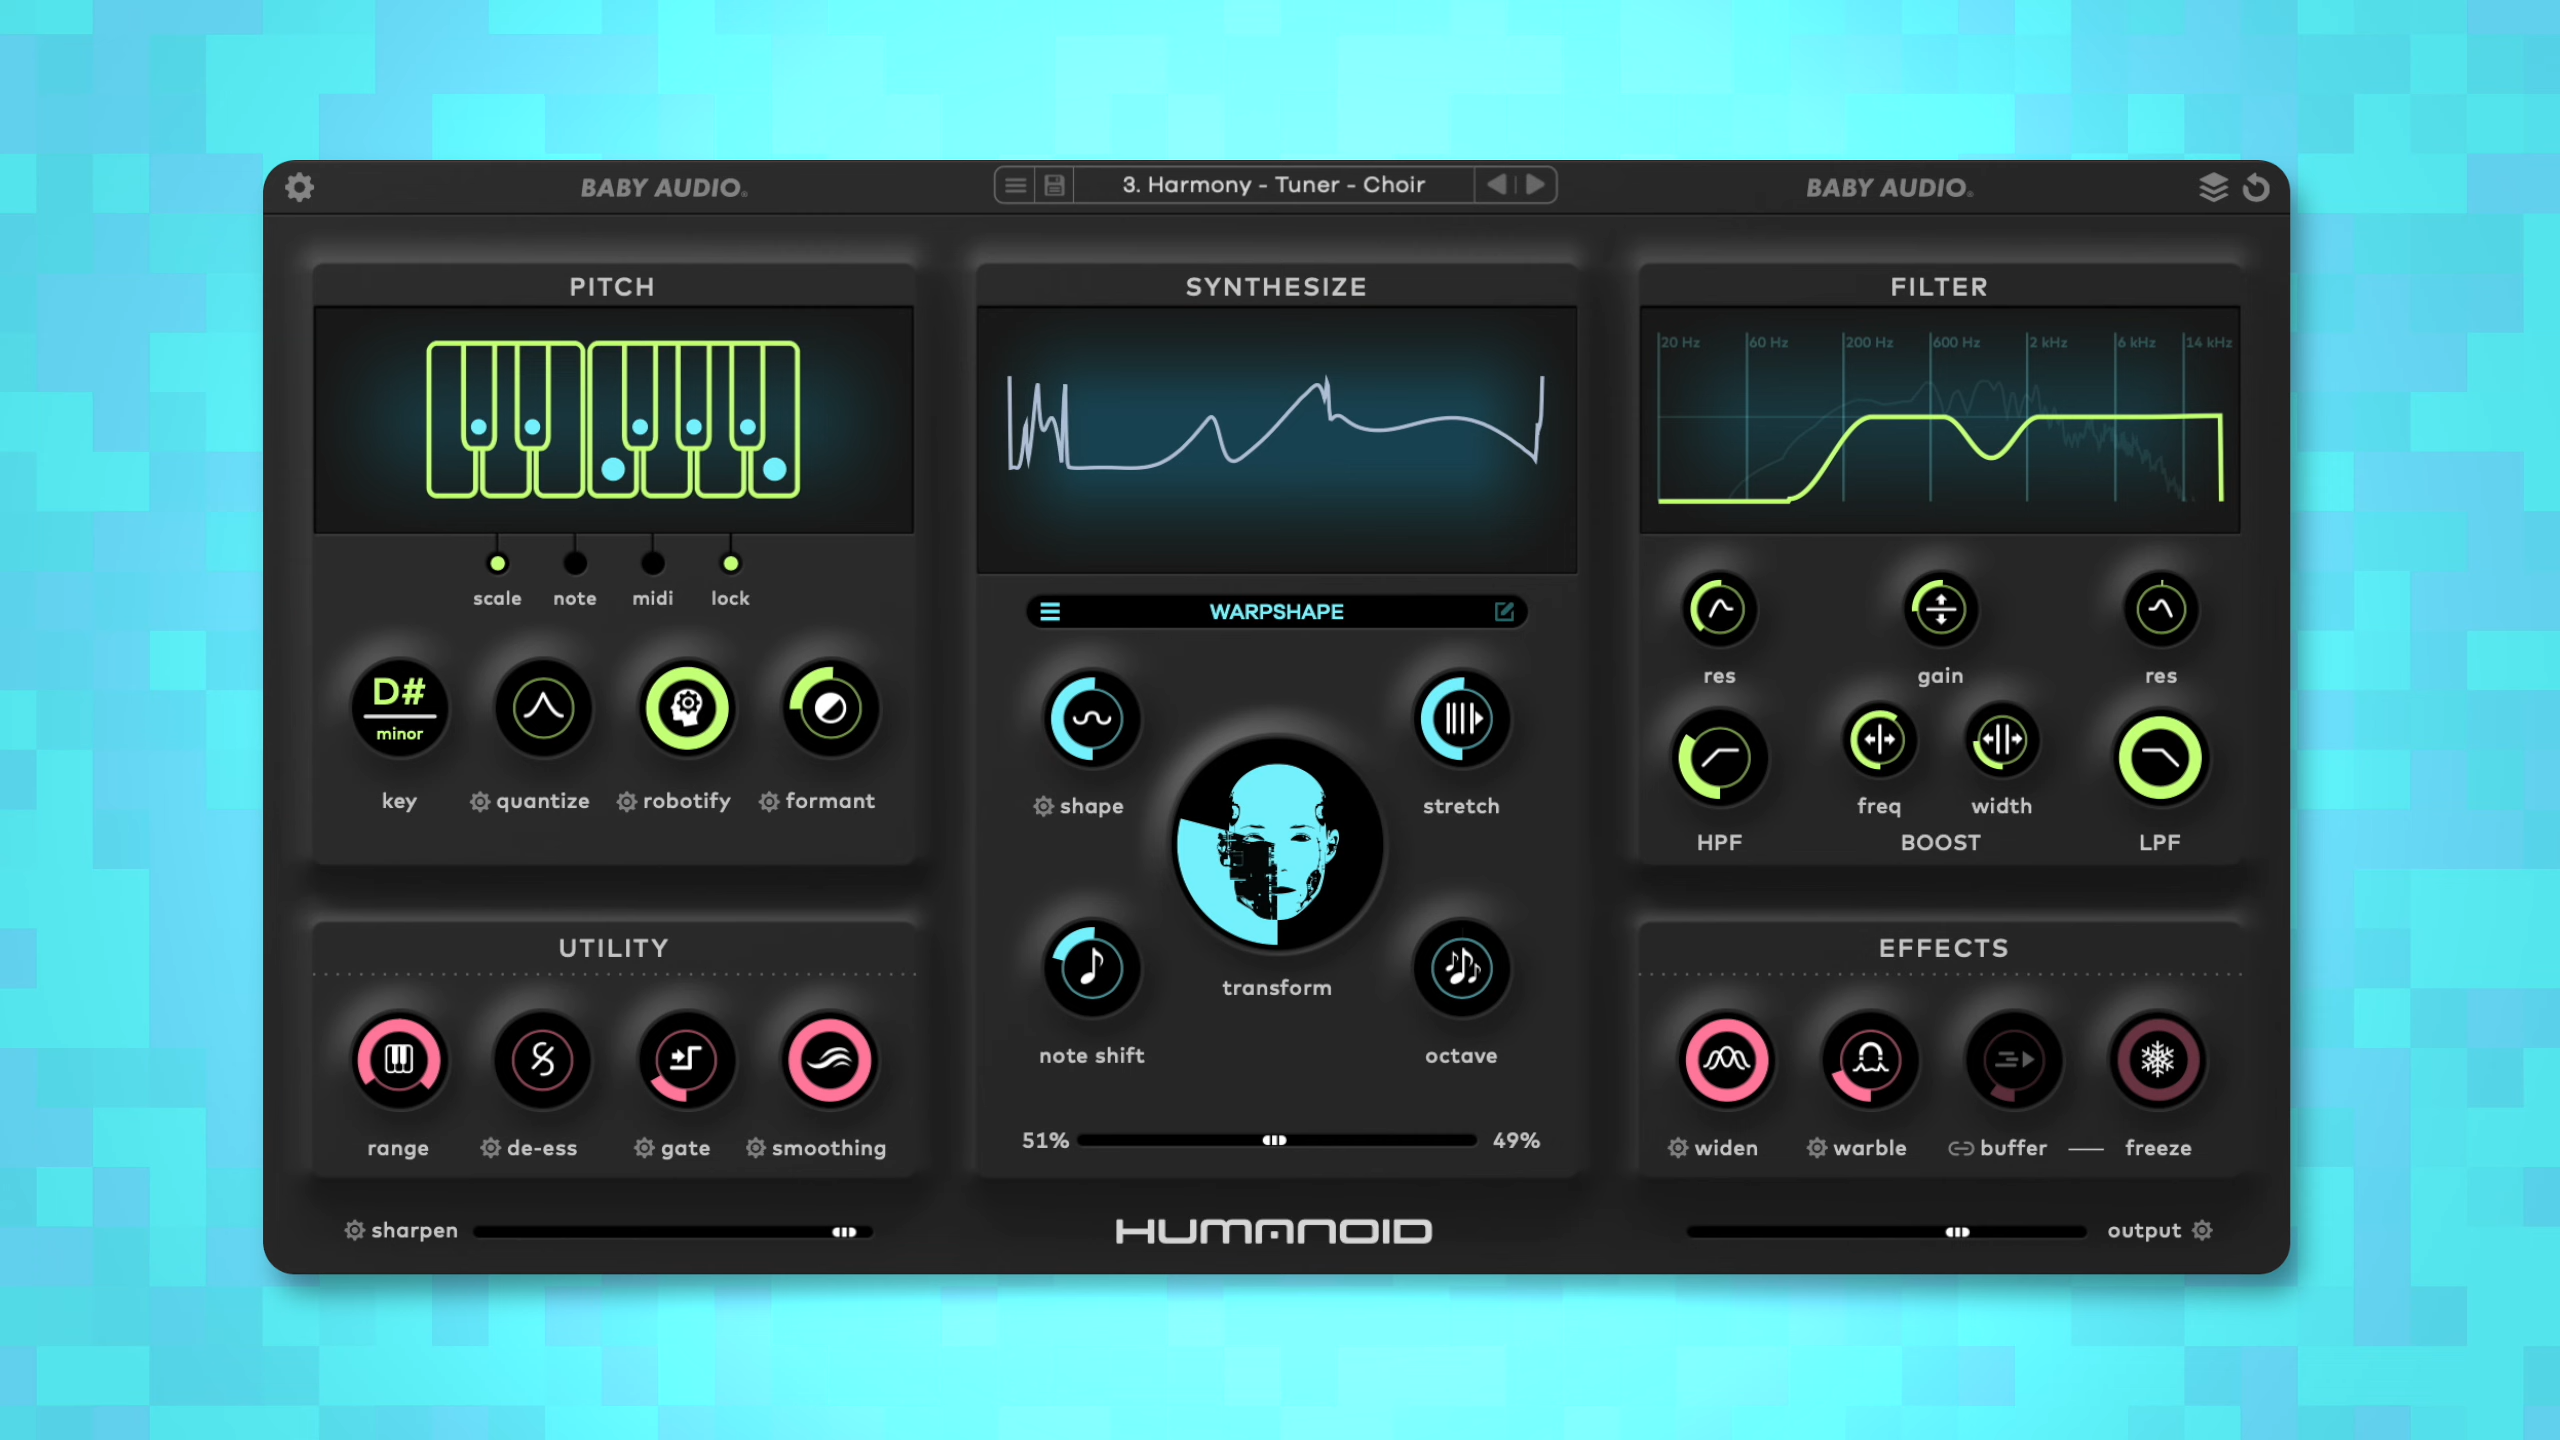 BABY AUDIO
3. Harmony - Tuner - Choir
BABY AUDIO
PITCH
scale note midi lock
D#
minor
key quantize robotify formant
UTILITY
range de-ess gate smoothing
sharpen
SYNTHESIZE
WARPSHAPE
shape stretch
transform
note shift octave
51% 49%
HUMANOID
FILTER
20 Hz 60 Hz 200 Hz 600 Hz 2 kHz 6 kHz 14 kHz
res gain res
freq width
HPF BOOST LPF
EFFECTS
widen warble buffer freeze
output